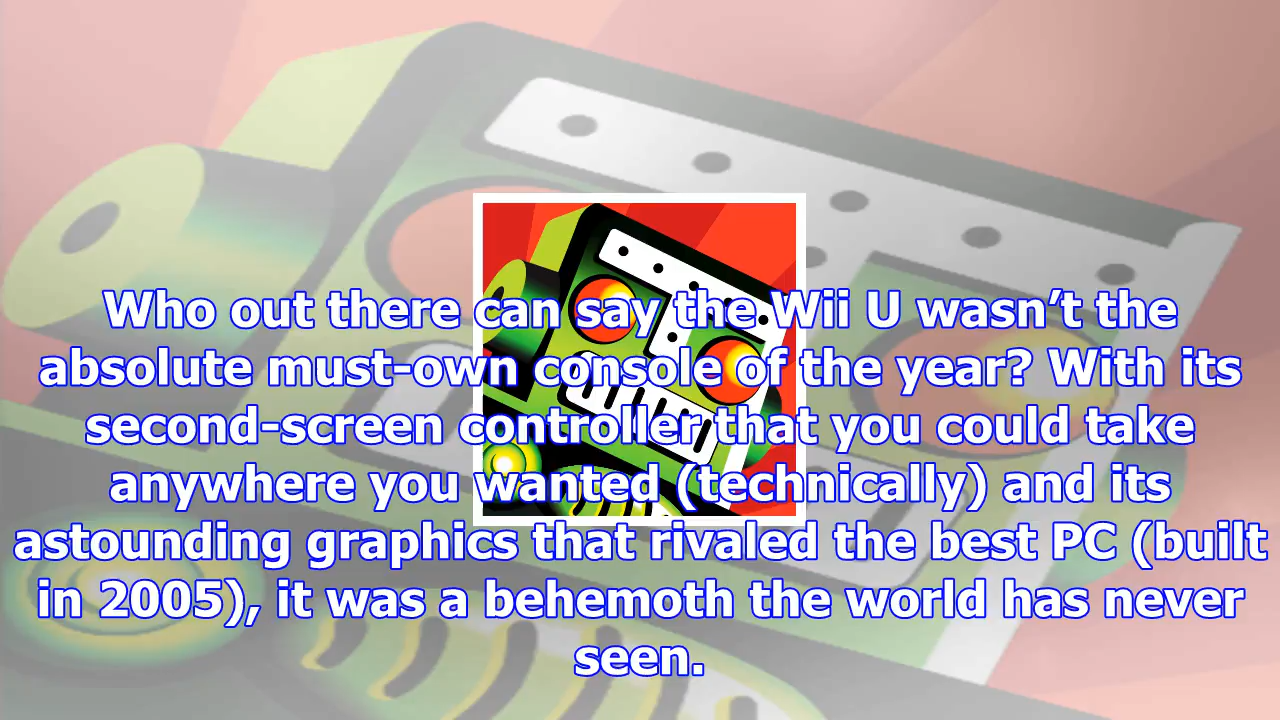 Who out there can say the Wii U wasn’t the
absolute must-own console of the year? With its
second-screen controller that you could take
anywhere you wanted (technically) and its
astounding graphics that rivaled the best PC (built
in 2005), it was a behemoth the world has never
seen.